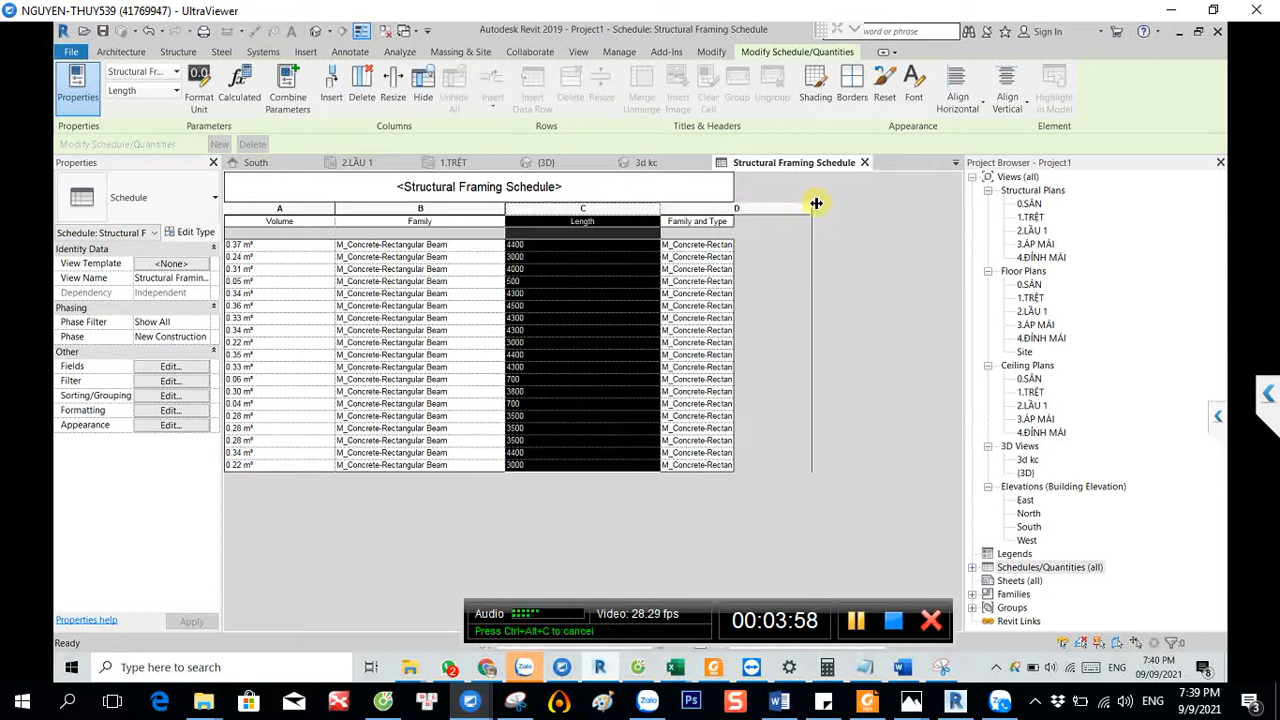 NGUYEN-THUY539 (41769947) - UltraViewer
Autodesk Revit 2019 - Project1 - Schedule: Structural Framing Schedule
word or phrase
Sign In
File Architecture Structure Steel Systems Insert Annotate Analyze Massing & Site Collaborate View Manage Add-Ins Modify Modify Schedule/Quantities
Structural Fr...
Length
Properties
Format Unit
Calculated
Combine Parameters
Insert
Delete
Resize
Hide
Unhide All
Insert
Insert Data Row
Delete
Resize
Merge Unmerge
Insert Image
Clear Cell
Group
Ungroup
Shading
Borders
Reset
Font
Align Horizontal
Align Vertical
Highlight in Model
Properties Parameters Columns Rows Titles & Headers Appearance Element
Modify Schedule/Quantities New Delete
Properties
South
2.LẦU 1
1.TRỆT
{3D}
3d kc
Structural Framing Schedule
Project Browser - Project1
Schedule
Schedule: Structural F
Edit Type
Identity Data
View Template <None>
View Name Structural Framin...
Dependency Independent
Phasing
Phase Filter Show All
Phase New Construction
Other
Fields Edit...
Filter Edit...
Sorting/Grouping Edit...
Formatting Edit...
Appearance Edit...
Properties help
Apply
<Structural Framing Schedule>
A B C D
Volume Family Length Family and Type
0.37 m³ M_Concrete-Rectangular Beam 4400 M_Concrete-Rectan
0.24 m³ M_Concrete-Rectangular Beam 3000 M_Concrete-Rectan
0.31 m³ M_Concrete-Rectangular Beam 4000 M_Concrete-Rectan
0.05 m³ M_Concrete-Rectangular Beam 500 M_Concrete-Rectan
0.34 m³ M_Concrete-Rectangular Beam 4300 M_Concrete-Rectan
0.36 m³ M_Concrete-Rectangular Beam 4500 M_Concrete-Rectan
0.33 m³ M_Concrete-Rectangular Beam 4300 M_Concrete-Rectan
0.34 m³ M_Concrete-Rectangular Beam 4300 M_Concrete-Rectan
0.22 m³ M_Concrete-Rectangular Beam 3000 M_Concrete-Rectan
0.35 m³ M_Concrete-Rectangular Beam 4400 M_Concrete-Rectan
0.33 m³ M_Concrete-Rectangular Beam 4300 M_Concrete-Rectan
0.06 m³ M_Concrete-Rectangular Beam 700 M_Concrete-Rectan
0.30 m³ M_Concrete-Rectangular Beam 3800 M_Concrete-Rectan
0.04 m³ M_Concrete-Rectangular Beam 700 M_Concrete-Rectan
0.28 m³ M_Concrete-Rectangular Beam 3500 M_Concrete-Rectan
0.28 m³ M_Concrete-Rectangular Beam 3500 M_Concrete-Rectan
0.28 m³ M_Concrete-Rectangular Beam 3500 M_Concrete-Rectan
0.34 m³ M_Concrete-Rectangular Beam 4400 M_Concrete-Rectan
0.22 m³ M_Concrete-Rectangular Beam 3000 M_Concrete-Rectan
Views (all)
Structural Plans
0.SÂN
1.TRỆT
2.LẦU 1
3.ÁP MÁI
4.ĐỈNH MÁI
Floor Plans
0.SÂN
1.TRỆT
2.LẦU 1
3.ÁP MÁI
4.ĐỈNH MÁI
Site
Ceiling Plans
0.SÂN
1.TRỆT
2.LẦU 1
3.ÁP MÁI
4.ĐỈNH MÁI
3D Views
3d kc
{3D}
Elevations (Building Elevation)
East
North
South
West
Legends
Schedules/Quantities (all)
Sheets (all)
Families
Groups
Revit Links
Audio Video: 28.29 fps
Press Ctrl+Alt+C to cancel
00:03:58
Ready
:0
Type here to search
ENG
7:40 PM
09/09/2021
ENG
7:39 PM
9/9/2021